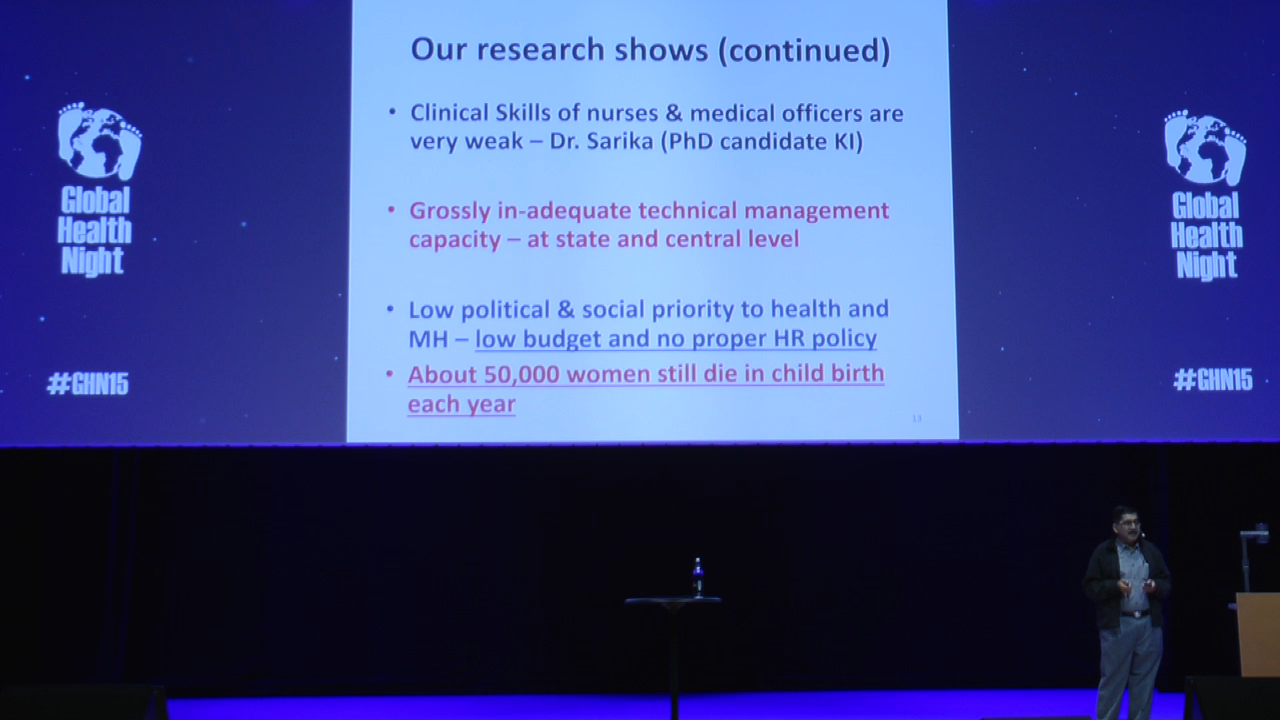 Our research shows (continued)
• Clinical Skills of nurses & medical officers are
very weak – Dr. Sarika (PhD candidate KI)
• Grossly in-adequate technical management
capacity – at state and central level
• Low political & social priority to health and
MH – low budget and no proper HR policy
• About 50,000 women still die in child birth
each year
13
Global
Health
Night
#GHN15
Global
Health
Night
#GHN15